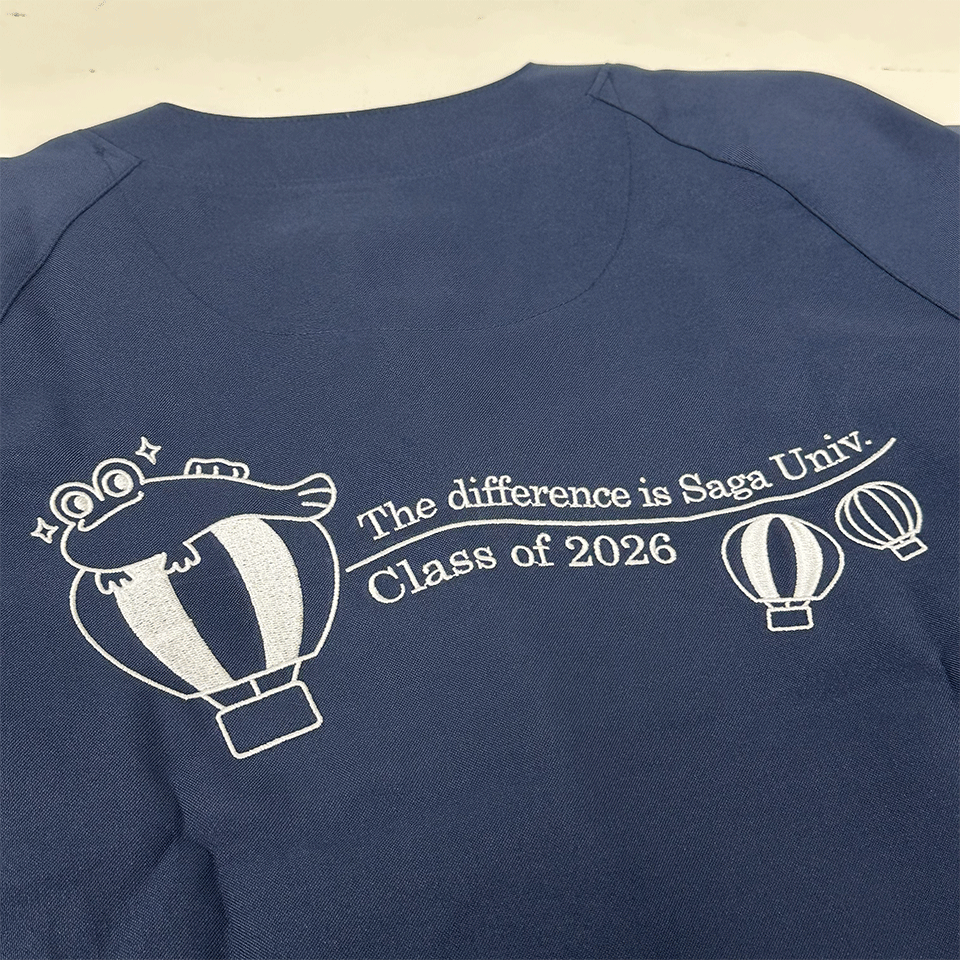 The difference is Saga Univ.
Class of 2026